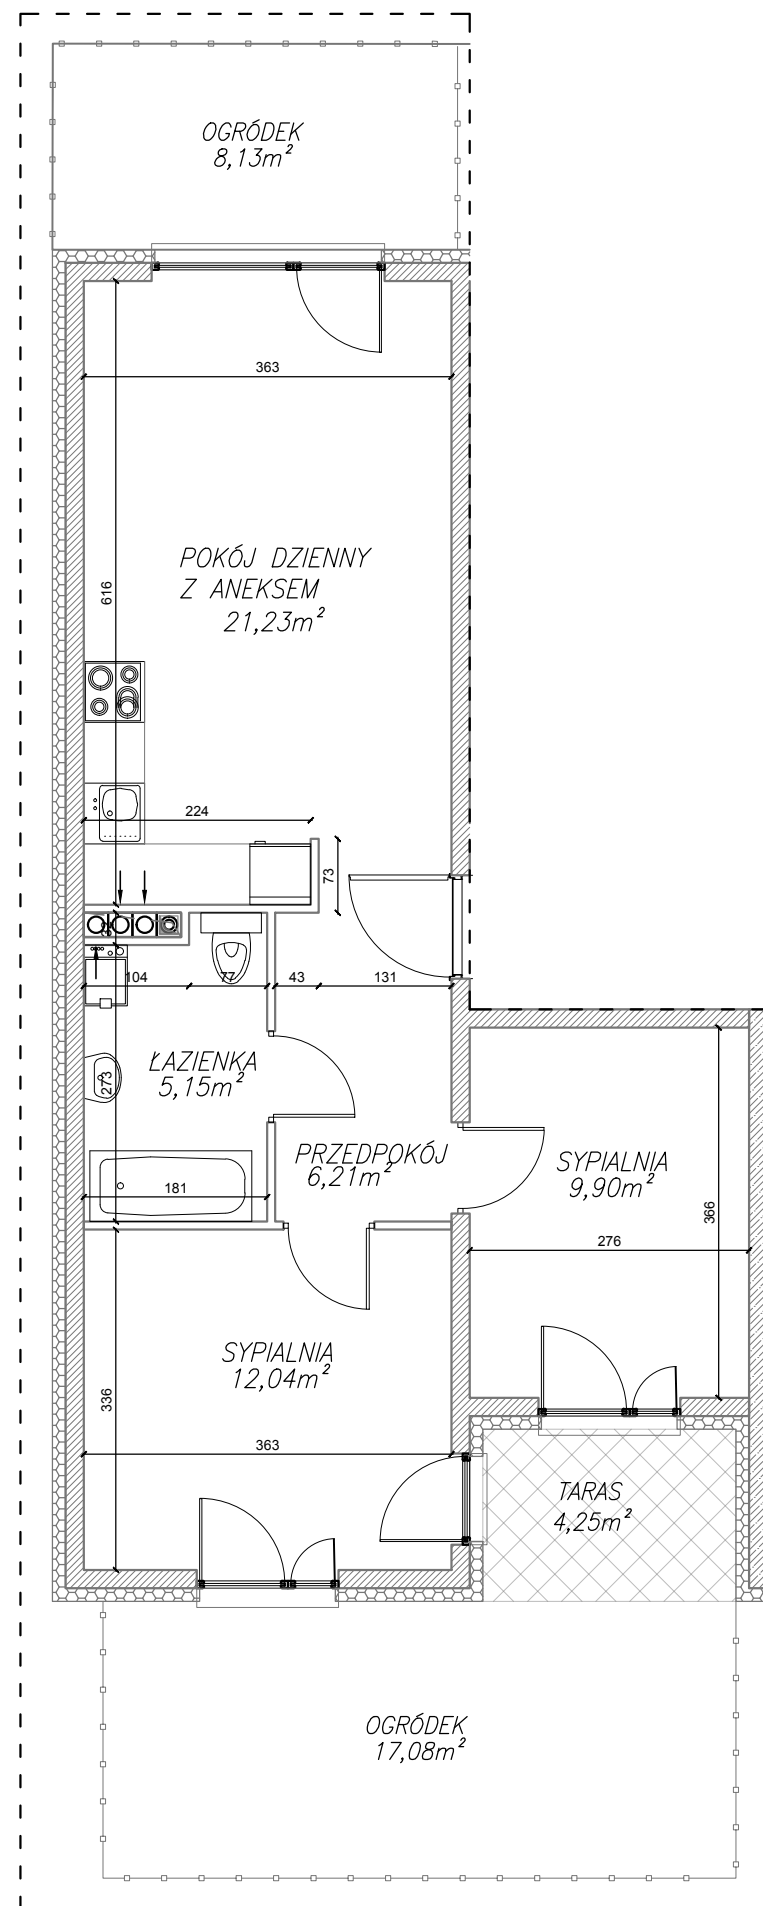 OGRÓDEK
8,13m²
363
POKÓJ DZIENNY
Z ANEKSEM
21,23m²
616
224
73
104
77
43
131
ŁAZIENKA
5,15m²
273
PRZEDPOKÓJ
6,21m²
SYPIALNIA
9,90m²
181
366
276
SYPIALNIA
12,04m²
336
363
TARAS
4,25m²
OGRÓDEK
17,08m²